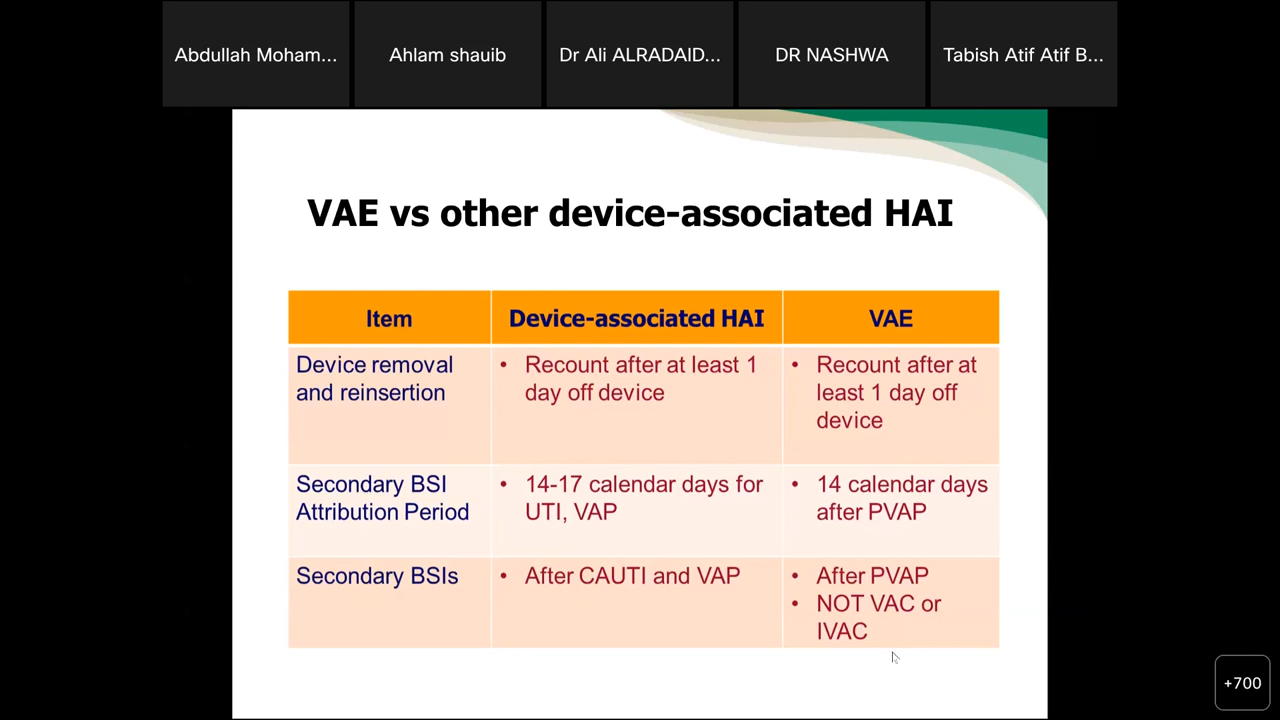 Abdullah Moham...
Ahlam shauib
Dr Ali ALRADAID...
DR NASHWA
Tabish Atif Atif B...
VAE vs other device-associated HAI
Item
Device-associated HAI
VAE
Device removal
and reinsertion
• Recount after at least 1
day off device
• Recount after at
least 1 day off
device
Secondary BSI
Attribution Period
• 14-17 calendar days for
UTI, VAP
• 14 calendar days
after PVAP
Secondary BSIs
• After CAUTI and VAP
• After PVAP
• NOT VAC or
IVAC
+700